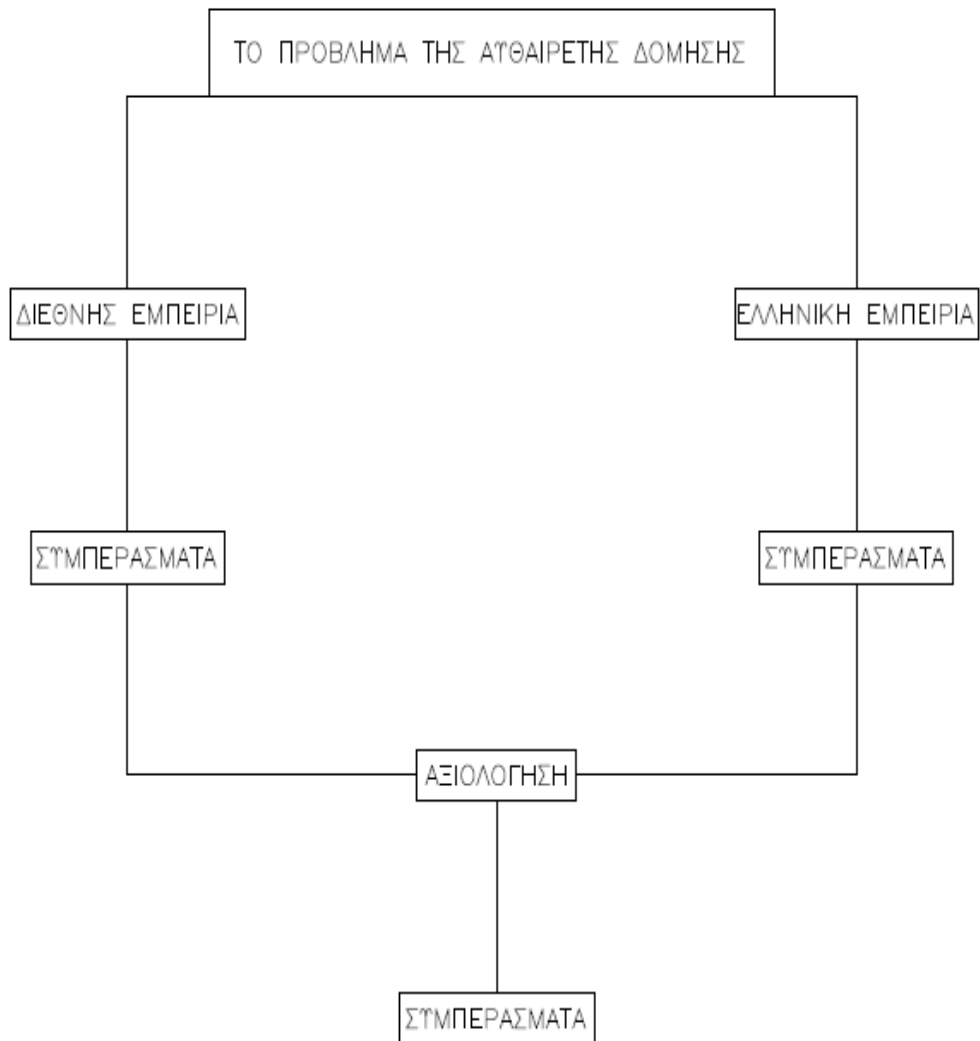 ΤΟ ΠΡΟΒΛΗΜΑ ΤΗΣ ΑΥΘΑΙΡΕΤΗΣ ΔΟΜΗΣΗΣ
ΔΙΕΘΝΗΣ ΕΜΠΕΙΡΙΑ
ΕΛΛΗΝΙΚΗ ΕΜΠΕΙΡΙΑ
ΣΥΜΠΕΡΑΣΜΑΤΑ
ΣΥΜΠΕΡΑΣΜΑΤΑ
ΑΞΙΟΛΟΓΗΣΗ
ΣΥΜΠΕΡΑΣΜΑΤΑ